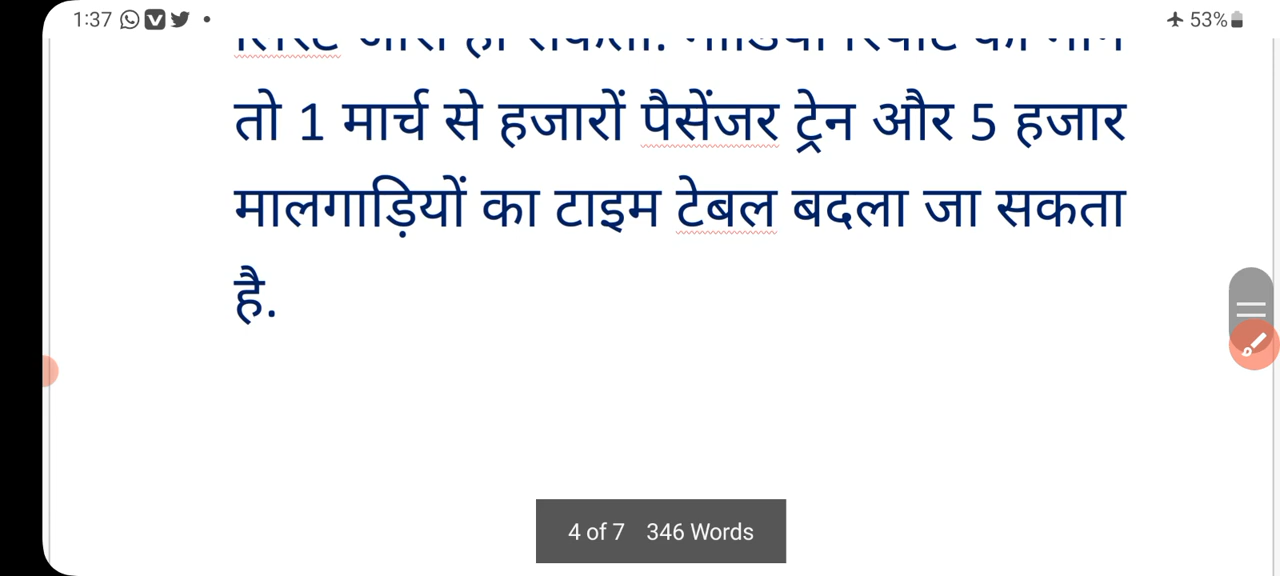 1:37 53%
तो 1 मार्च से हजारों पैसेंजर ट्रेन और 5 हजार
मालगाड़ियों का टाइम टेबल बदला जा सकता
है.
4 of 7 346 Words